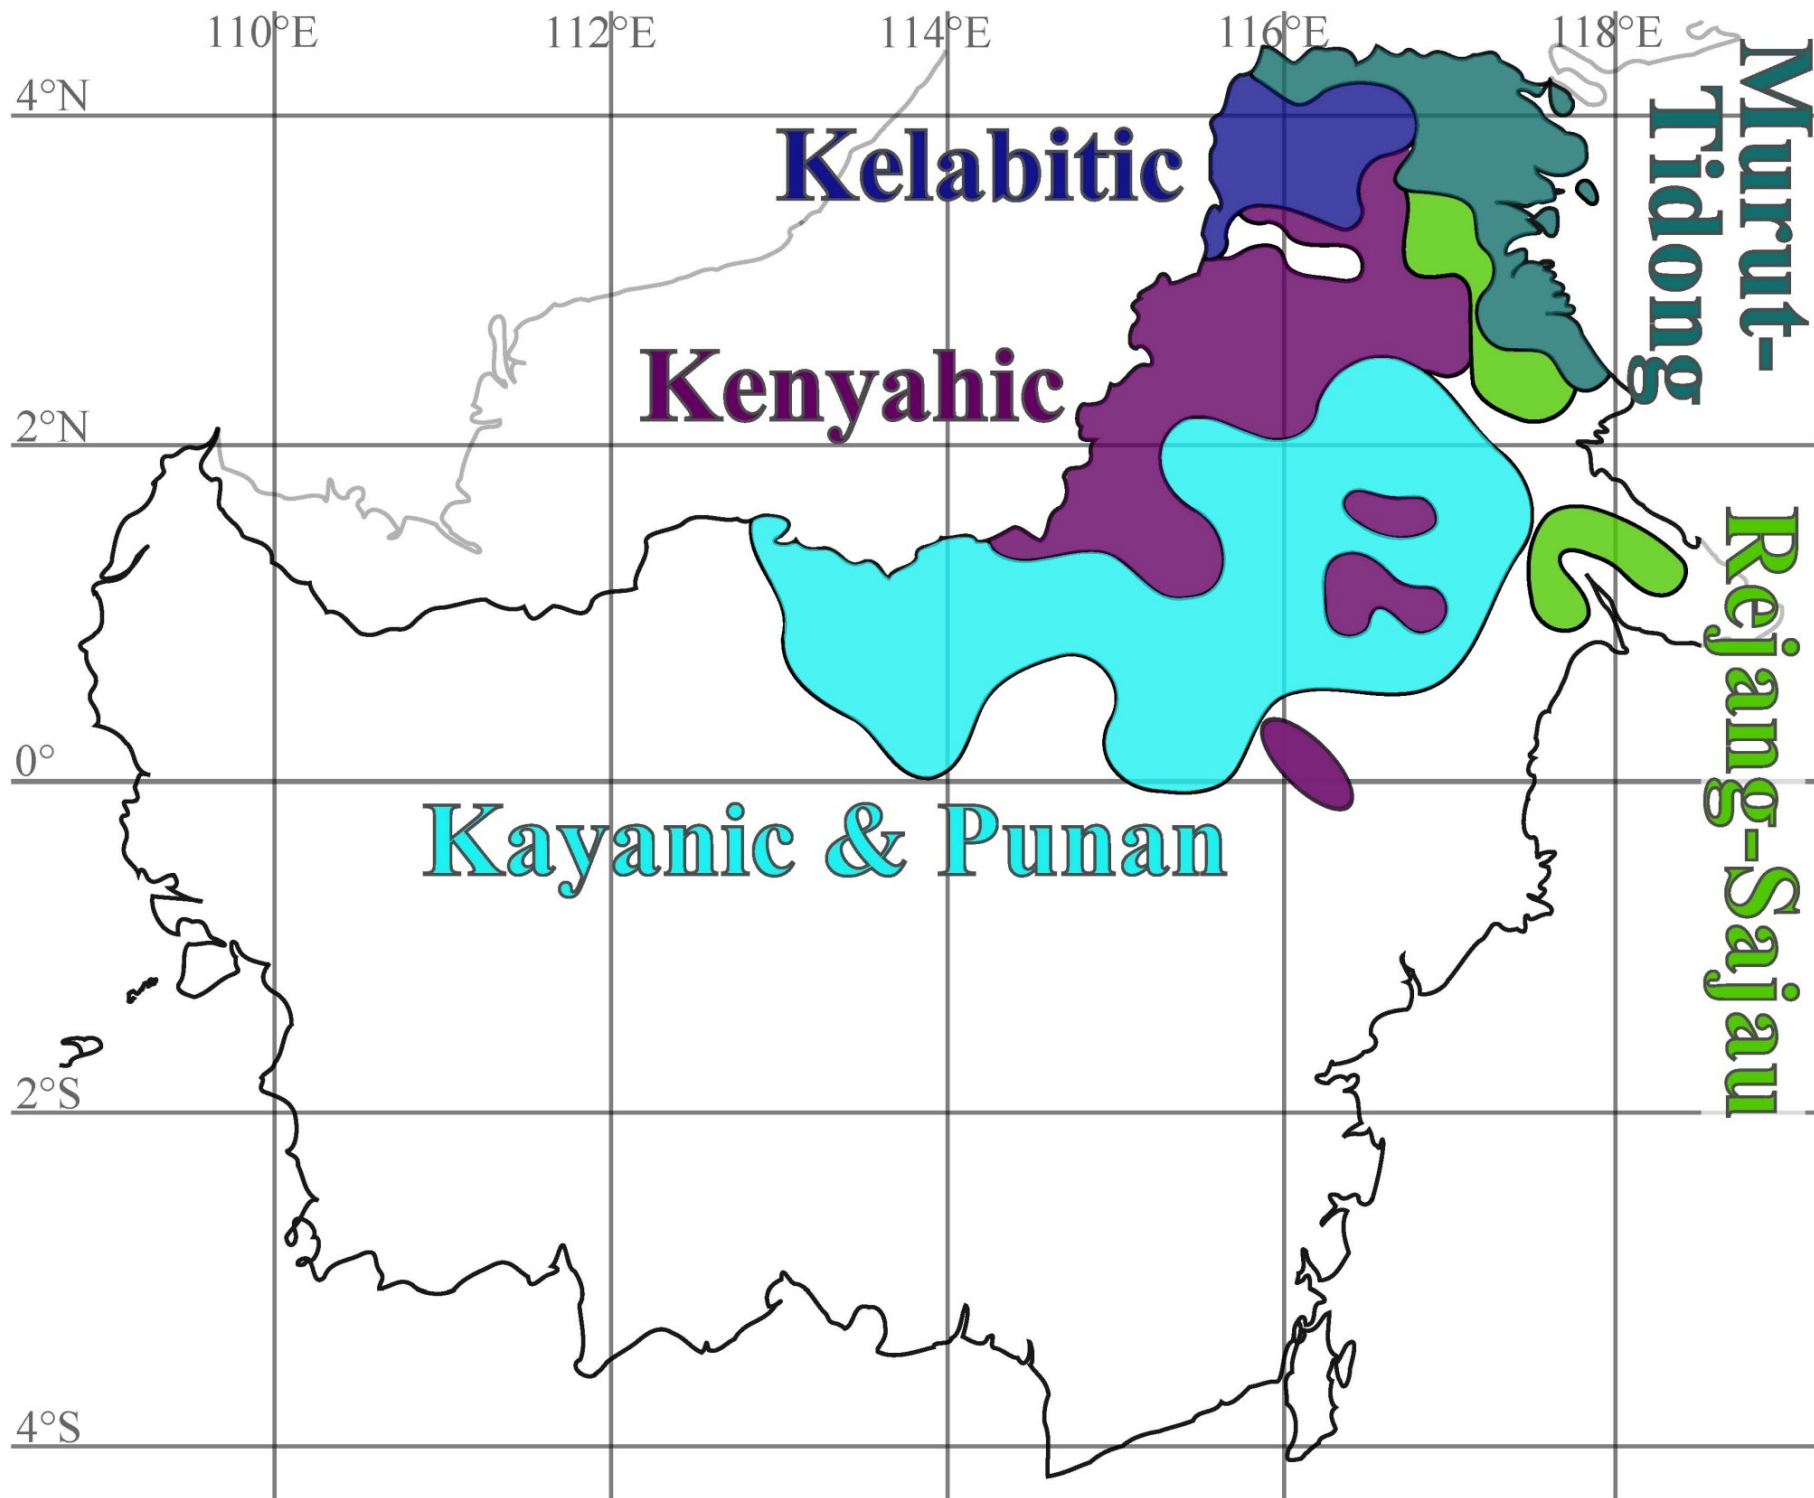 110°E
112°E
114°E
116°E
118°E
4°N
Murut-
Tidong
Kelabitic
Kenyahic
2°N
Rejang-Sajau
0°
Kayanic & Punan
2°S
4°S